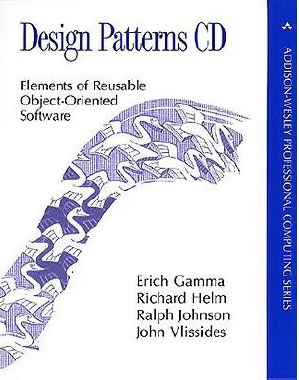 Design Patterns CD
Elements of Reusable
Object-Oriented
Software
Erich Gamma
Richard Helm
Ralph Johnson
John Vlissides
ADDISON-WESLEY PROFESSIONAL COMPUTING SERIES